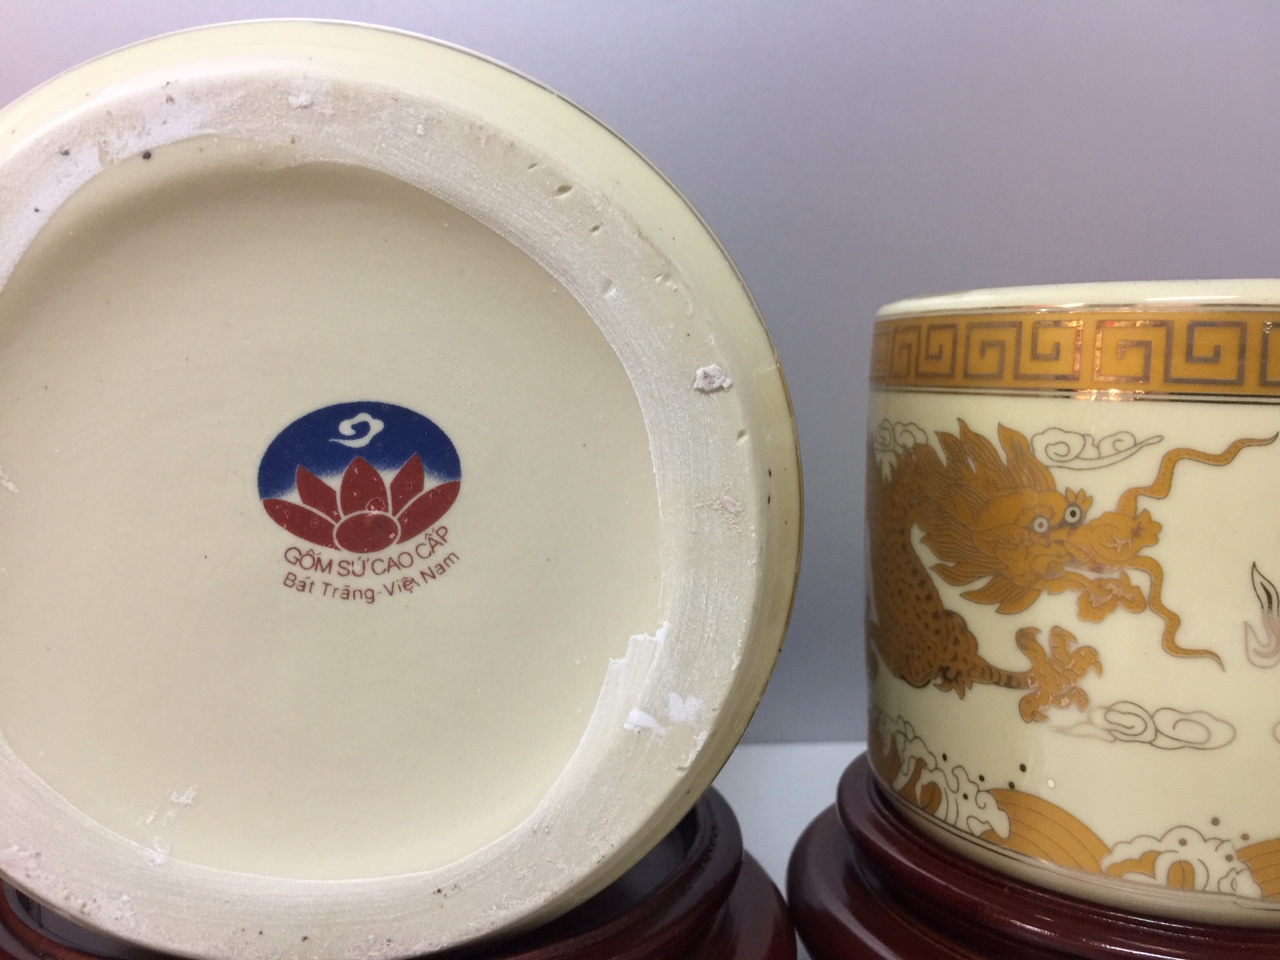 GỐM SỨ CAO CẤP
Bát Tràng-Việt Nam